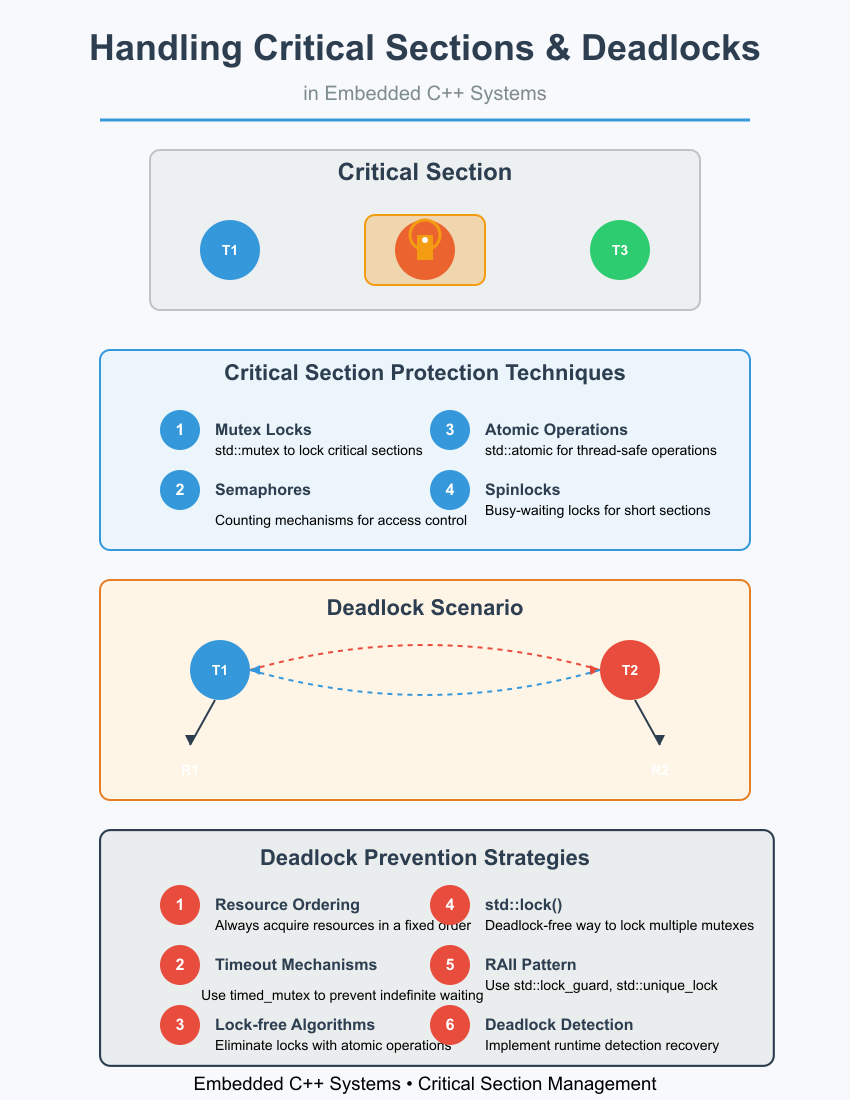 Handling Critical Sections & Deadlocks
in Embedded C++ Systems
Critical Section
T1
T3
Critical Section Protection Techniques
1
Mutex Locks
std::mutex to lock critical sections
2
Semaphores
Counting mechanisms for access control
3
Atomic Operations
std::atomic for thread-safe operations
4
Spinlocks
Busy-waiting locks for short sections
Deadlock Scenario
T1
T2
R1
R2
Deadlock Prevention Strategies
1
Resource Ordering
Always acquire resources in a fixed order
2
Timeout Mechanisms
Use timed_mutex to prevent indefinite waiting
3
Lock-free Algorithms
Eliminate locks with atomic operations
4
std::lock()
Deadlock-free way to lock multiple mutexes
5
RAII Pattern
Use std::lock_guard, std::unique_lock
6
Deadlock Detection
Implement runtime detection recovery
Embedded C++ Systems • Critical Section Management